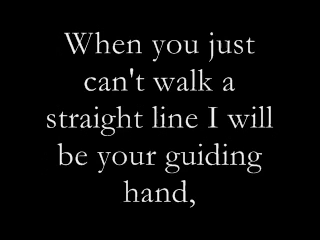 When you just
can't walk a
straight line I will
be your guiding
hand,